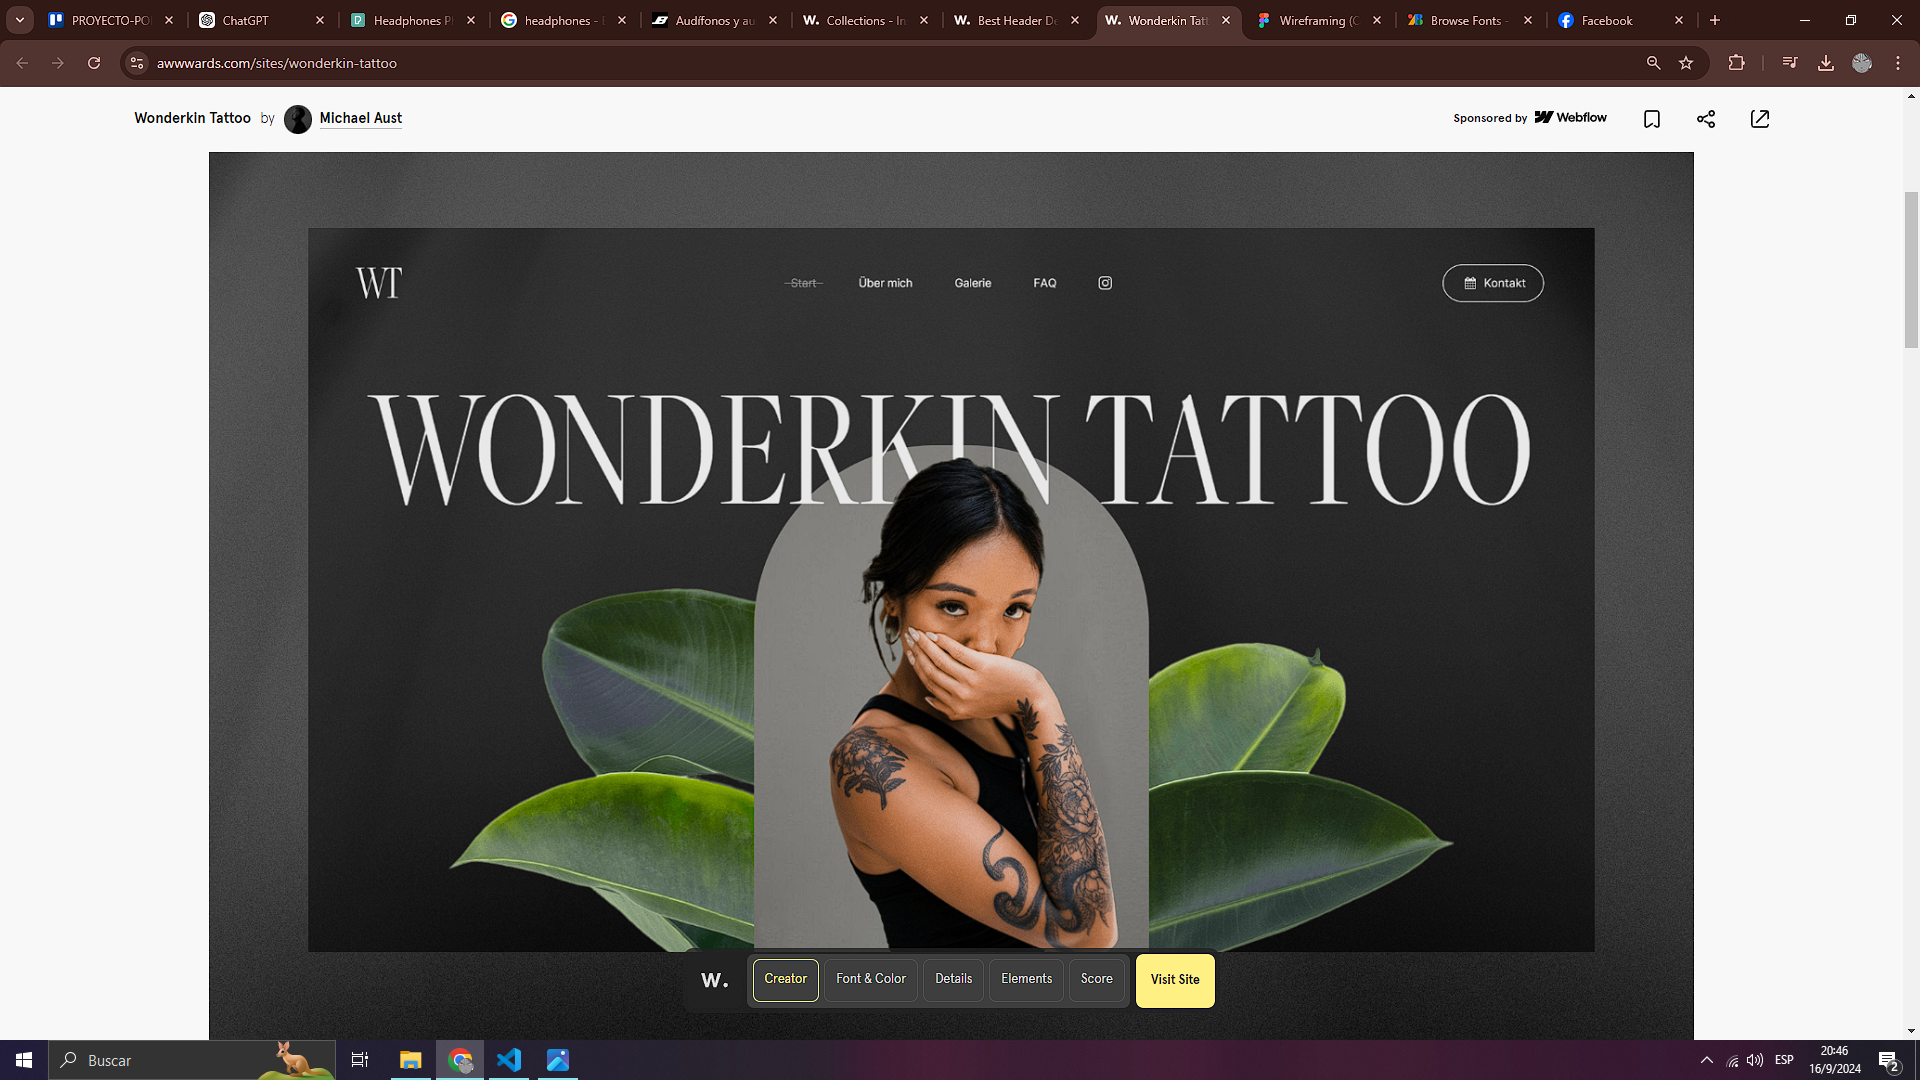 PROYECTO-PO
ChatGPT
Headphones P
headphones -
Audífonos y au
W. Collections - In
W. Best Header De
W. Wonderkin Tatt
Wireframing (C
Browse Fonts -
Facebook
awwwards.com/sites/wonderkin-tattoo
Wonderkin Tattoo by Michael Aust
Sponsored by Webflow
WT
Start
Über mich
Galerie
FAQ
Kontakt
WONDERKIN TATTOO
W.
Creator
Font & Color
Details
Elements
Score
Visit Site
Buscar
ESP
20:46
16/9/2024
2